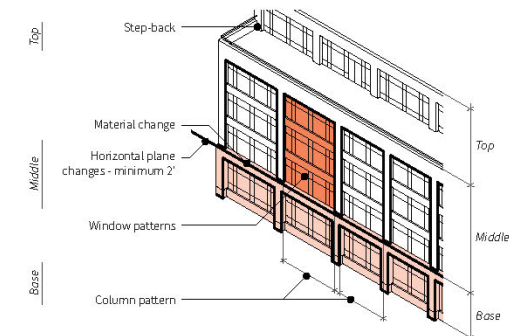 Top
Step-back
Material change
Horizontal plane
changes - minimum 2'
Middle
Window patterns
Base
Column pattern
Top
Middle
Base